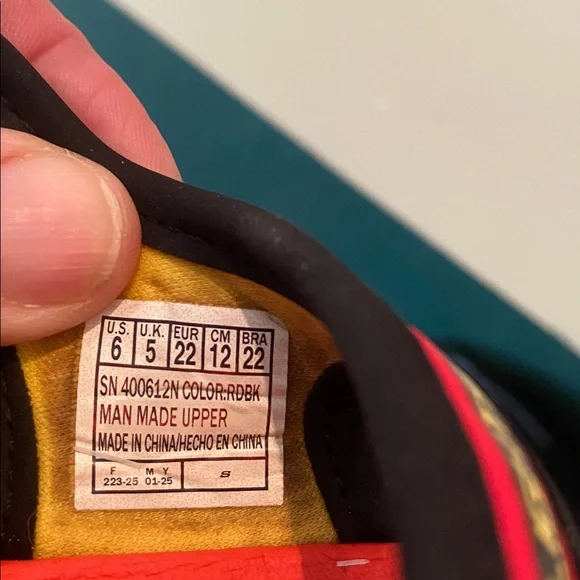 U.S. U.K. EUR CM BRA
6 5 22 12 22
SN 400612N COLOR:RDBK
MAN MADE UPPER
MADE IN CHINA/HECHO EN CHINA
F M Y S
223-25 01-25